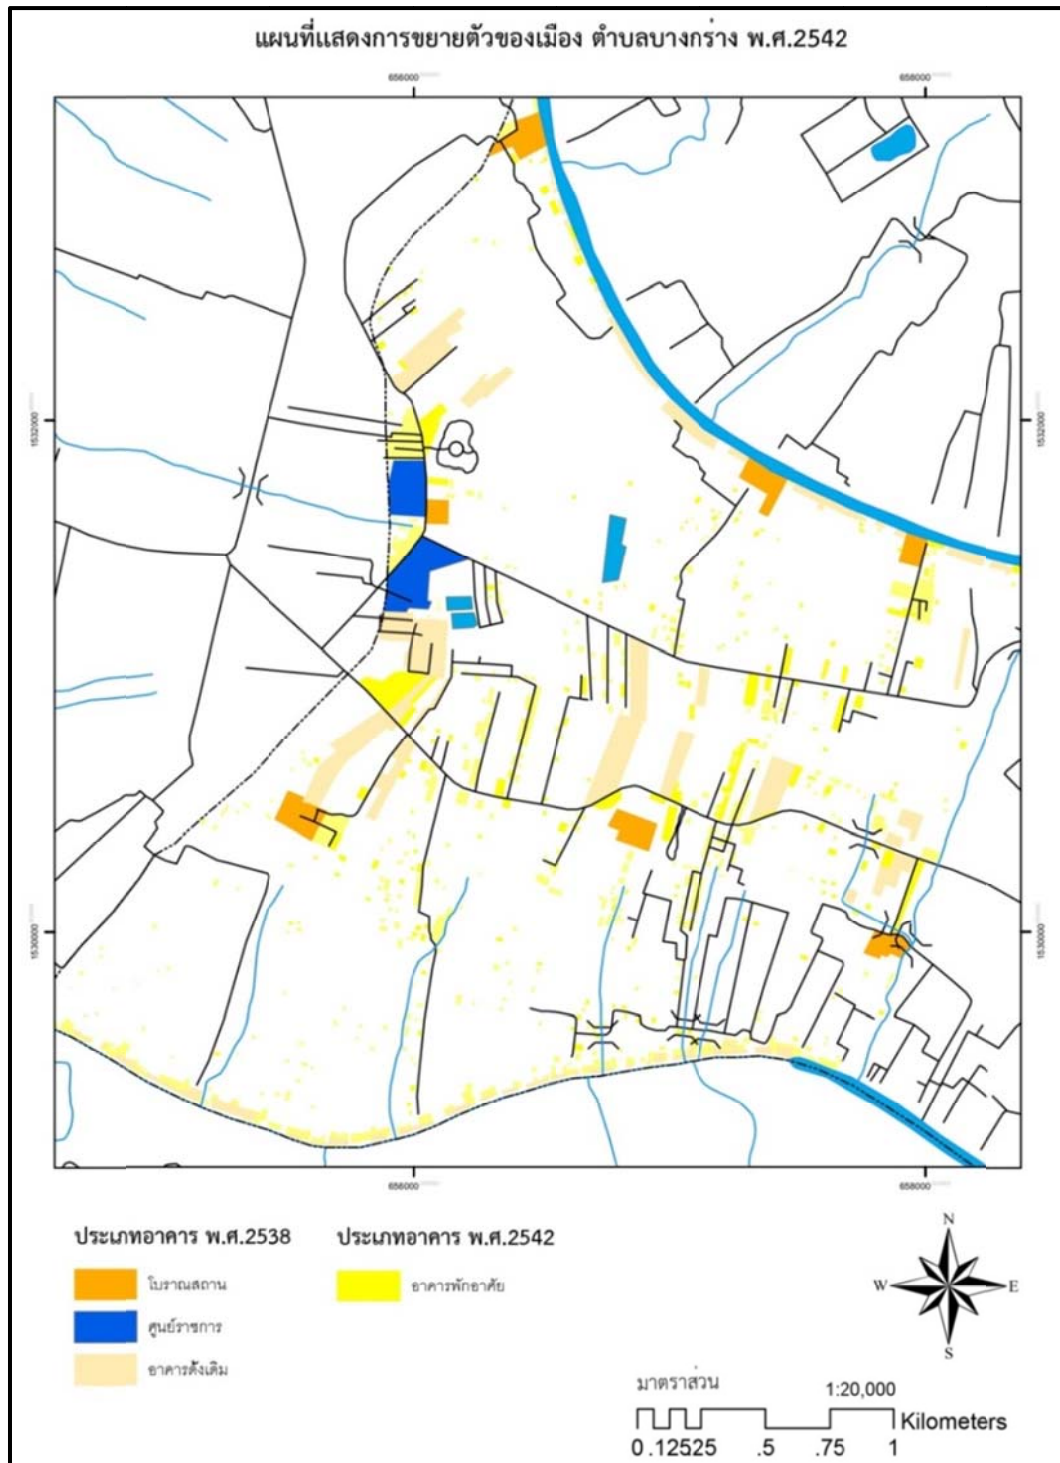 แผนที่แสดงการขยายตัวของเมือง ตำบลบางกร่าง พ.ศ.2542
656000
658000
1532000
1532000
1530000
1530000
656000
658000
ประเภทอาคาร พ.ศ.2538
ประเภทอาคาร พ.ศ.2542
โบราณสถาน
อาคารพักอาศัย
ศูนย์ราชการ
อาคารดั้งเดิม
N
W
E
S
มาตราส่วน
1:20,000
Kilometers
0 .12525 .5 .75 1